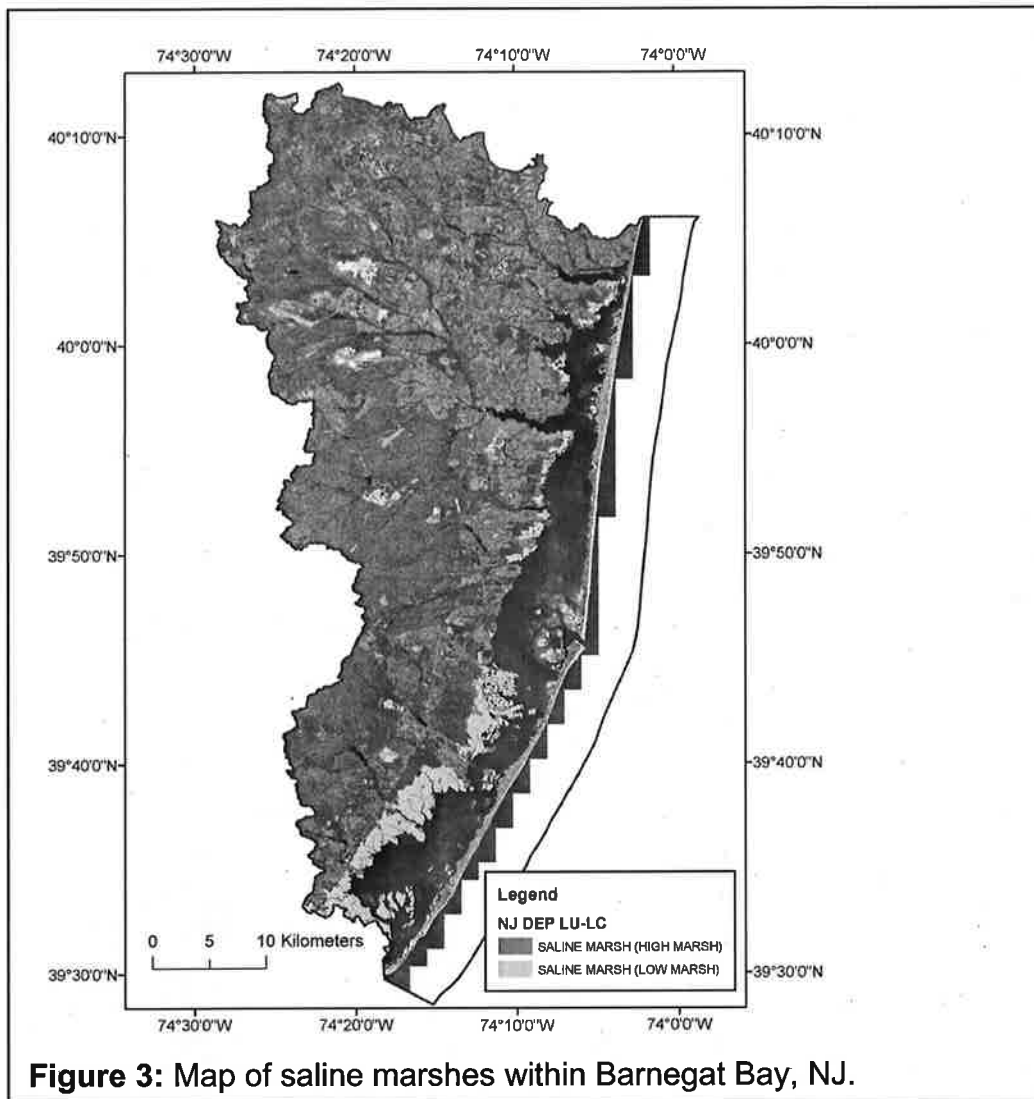 74°30'0"W 74°20'0"W 74°10'0"W 74°0'0"W
40°10'0"N 40°10'0"N
40°0'0"N 40°0'0"N
39°50'0"N 39°50'0"N
39°40'0"N 39°40'0"N
Legend
NJ DEP LU-LC
SALINE MARSH (HIGH MARSH)
SALINE MARSH (LOW MARSH)
0 5 10 Kilometers
39°30'0"N 39°30'0"N
74°30'0"W 74°20'0"W 74°10'0"W 74°0'0"W
Figure 3: Map of saline marshes within Barnegat Bay, NJ.